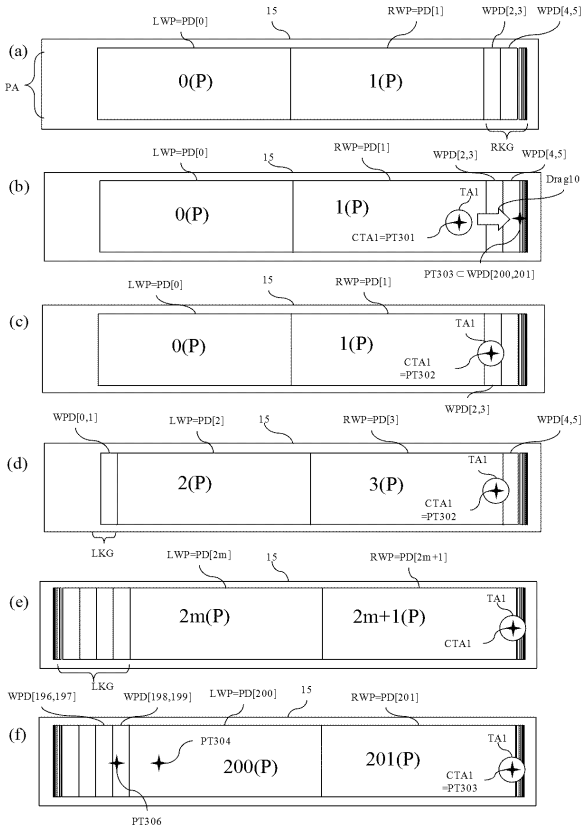 LWP=PD[0]
15
RWP=PD[1]
WPD[2,3]
WPD[4,5]
(a)
PA
0(P)
1(P)
RKG
LWP=PD[0]
15
RWP=PD[1]
WPD[2,3]
WPD[4,5]
Drag10
(b)
0(P)
1(P)
TA1
CTA1=PT301
PT303⊂WPD[200,201]
LWP=PD[0]
15
RWP=PD[1]
(c)
0(P)
1(P)
TA1
CTA1
=PT302
WPD[2,3]
WPD[0,1]
LWP=PD[2]
15
RWP=PD[3]
WPD[4,5]
(d)
2(P)
3(P)
TA1
CTA1
=PT302
LKG
LWP=PD[2m]
15
RWP=PD[2m+1]
(e)
2m(P)
2m+1(P)
TA1
CTA1
LKG
WPD[196,197]
WPD[198,199]
LWP=PD[200]
15
RWP=PD[201]
(f)
PT304
200(P)
201(P)
TA1
CTA1
=PT303
PT306